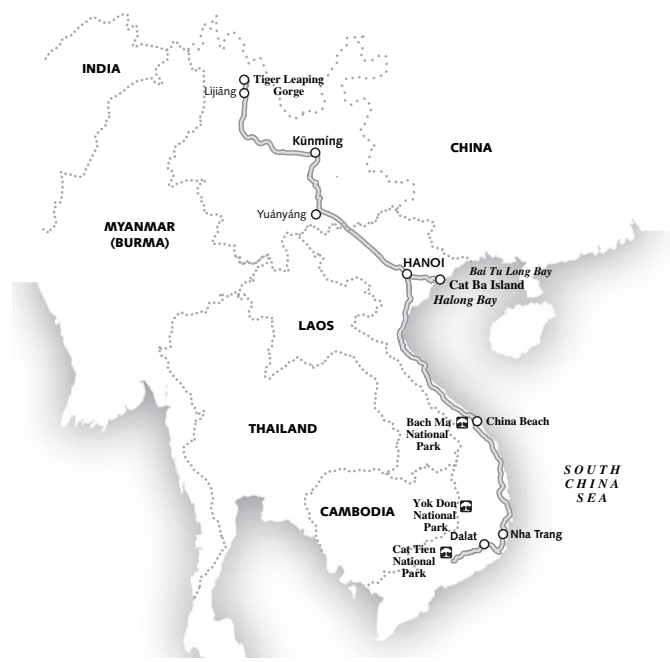 INDIA
Tiger Leaping
Gorge
Lìjiāng
Kūnmíng
CHINA
Yuányáng
MYANMAR
(BURMA)
HANOI
Bai Tu Long Bay
Cat Ba Island
Halong Bay
LAOS
THAILAND
Bach Ma
National
Park
China Beach
SOUTH
CHINA
SEA
CAMBODIA
Yok Don
National
Park
Dalat
Nha Trang
Cat Tien
National
Park